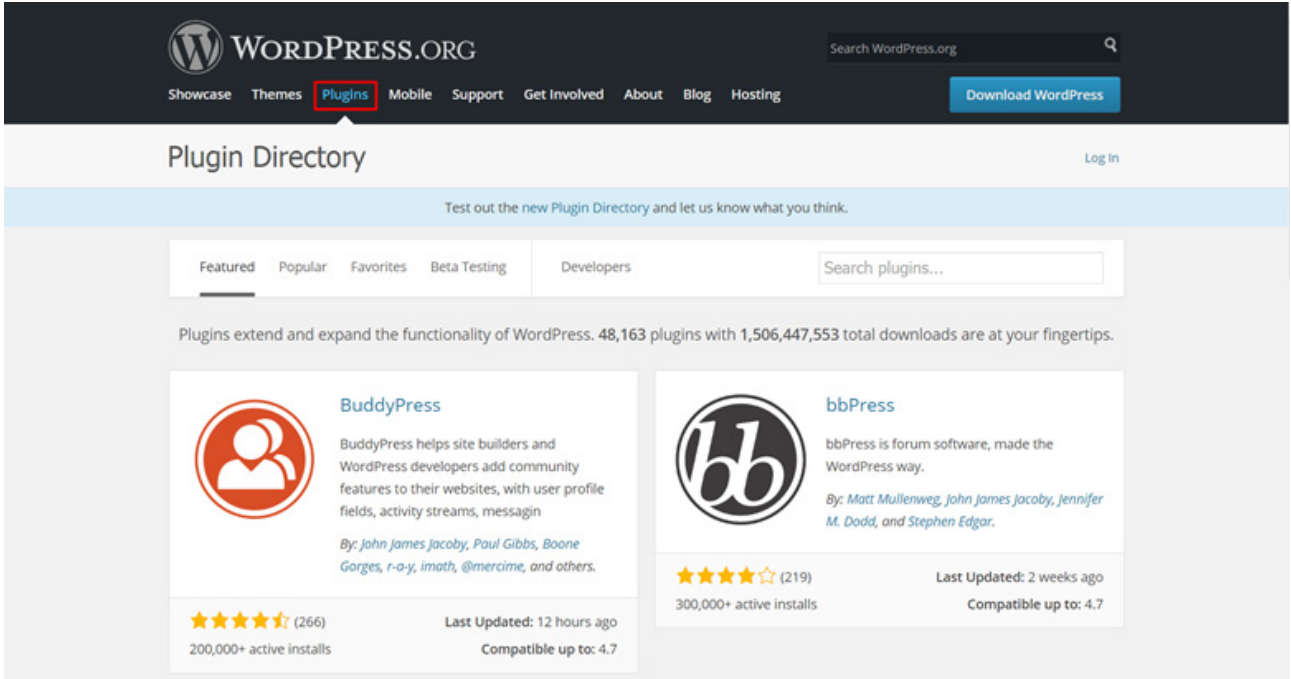 WORDPRESS.ORG
Search WordPress.org
Showcase Themes Plugins Mobile Support Get Involved About Blog Hosting
Download WordPress
Plugin Directory
Log In
Test out the new Plugin Directory and let us know what you think.
Featured Popular Favorites Beta Testing Developers
Search plugins...
Plugins extend and expand the functionality of WordPress. 48,163 plugins with 1,506,447,553 total downloads are at your fingertips.
BuddyPress
BuddyPress helps site builders and
WordPress developers add community
features to their websites, with user profile
fields, activity streams, messagin
By: John James Jacoby, Paul Gibbs, Boone
Gorges, r-a-y, imath, @mercime, and others.
(266)
Last Updated: 12 hours ago
200,000+ active installs
Compatible up to: 4.7
bb
bbPress
bbPress is forum software, made the
WordPress way.
By: Matt Mullenweg, John James Jacoby, Jennifer
M. Dodd, and Stephen Edgar.
(219)
Last Updated: 2 weeks ago
300,000+ active installs
Compatible up to: 4.7